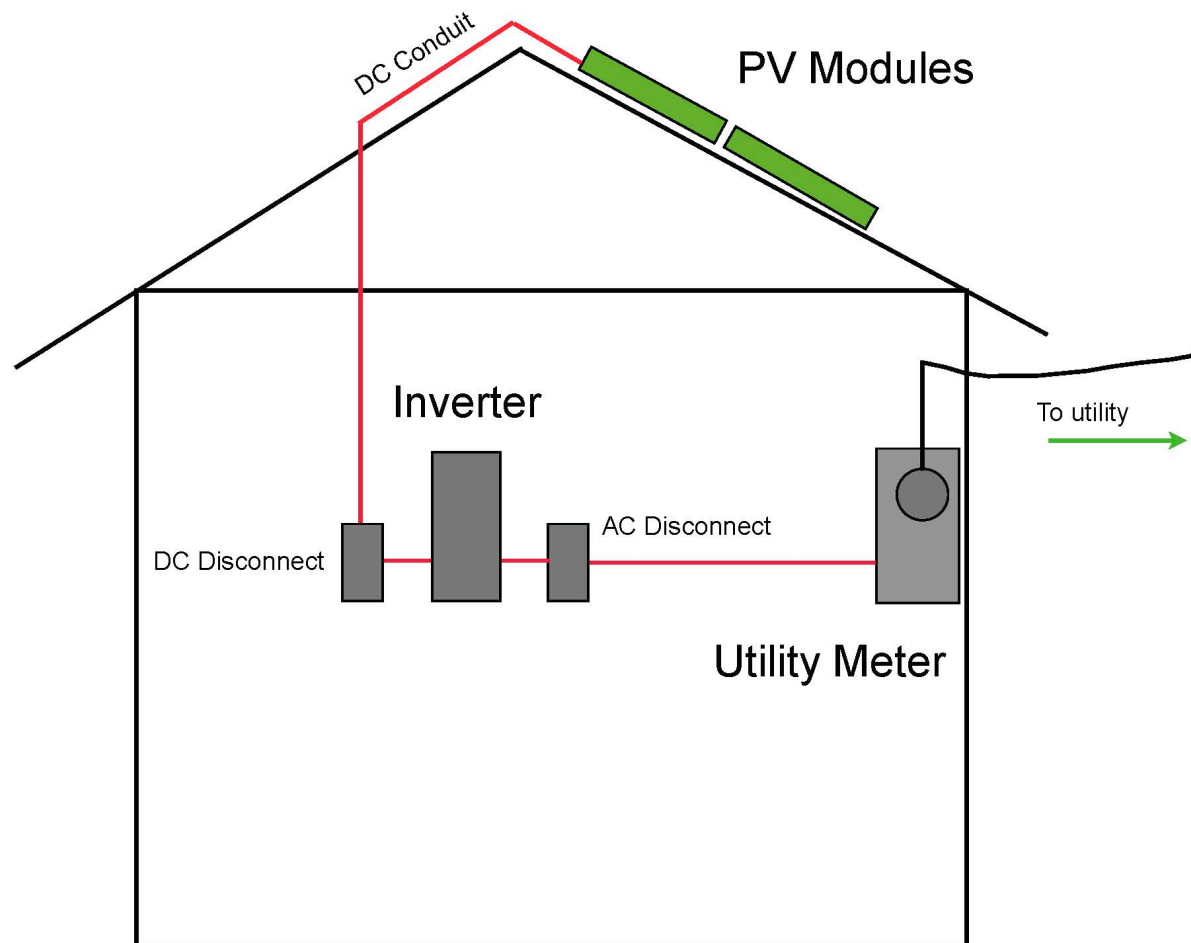 DC Conduit
PV Modules
Inverter
To utility
AC Disconnect
DC Disconnect
Utility Meter